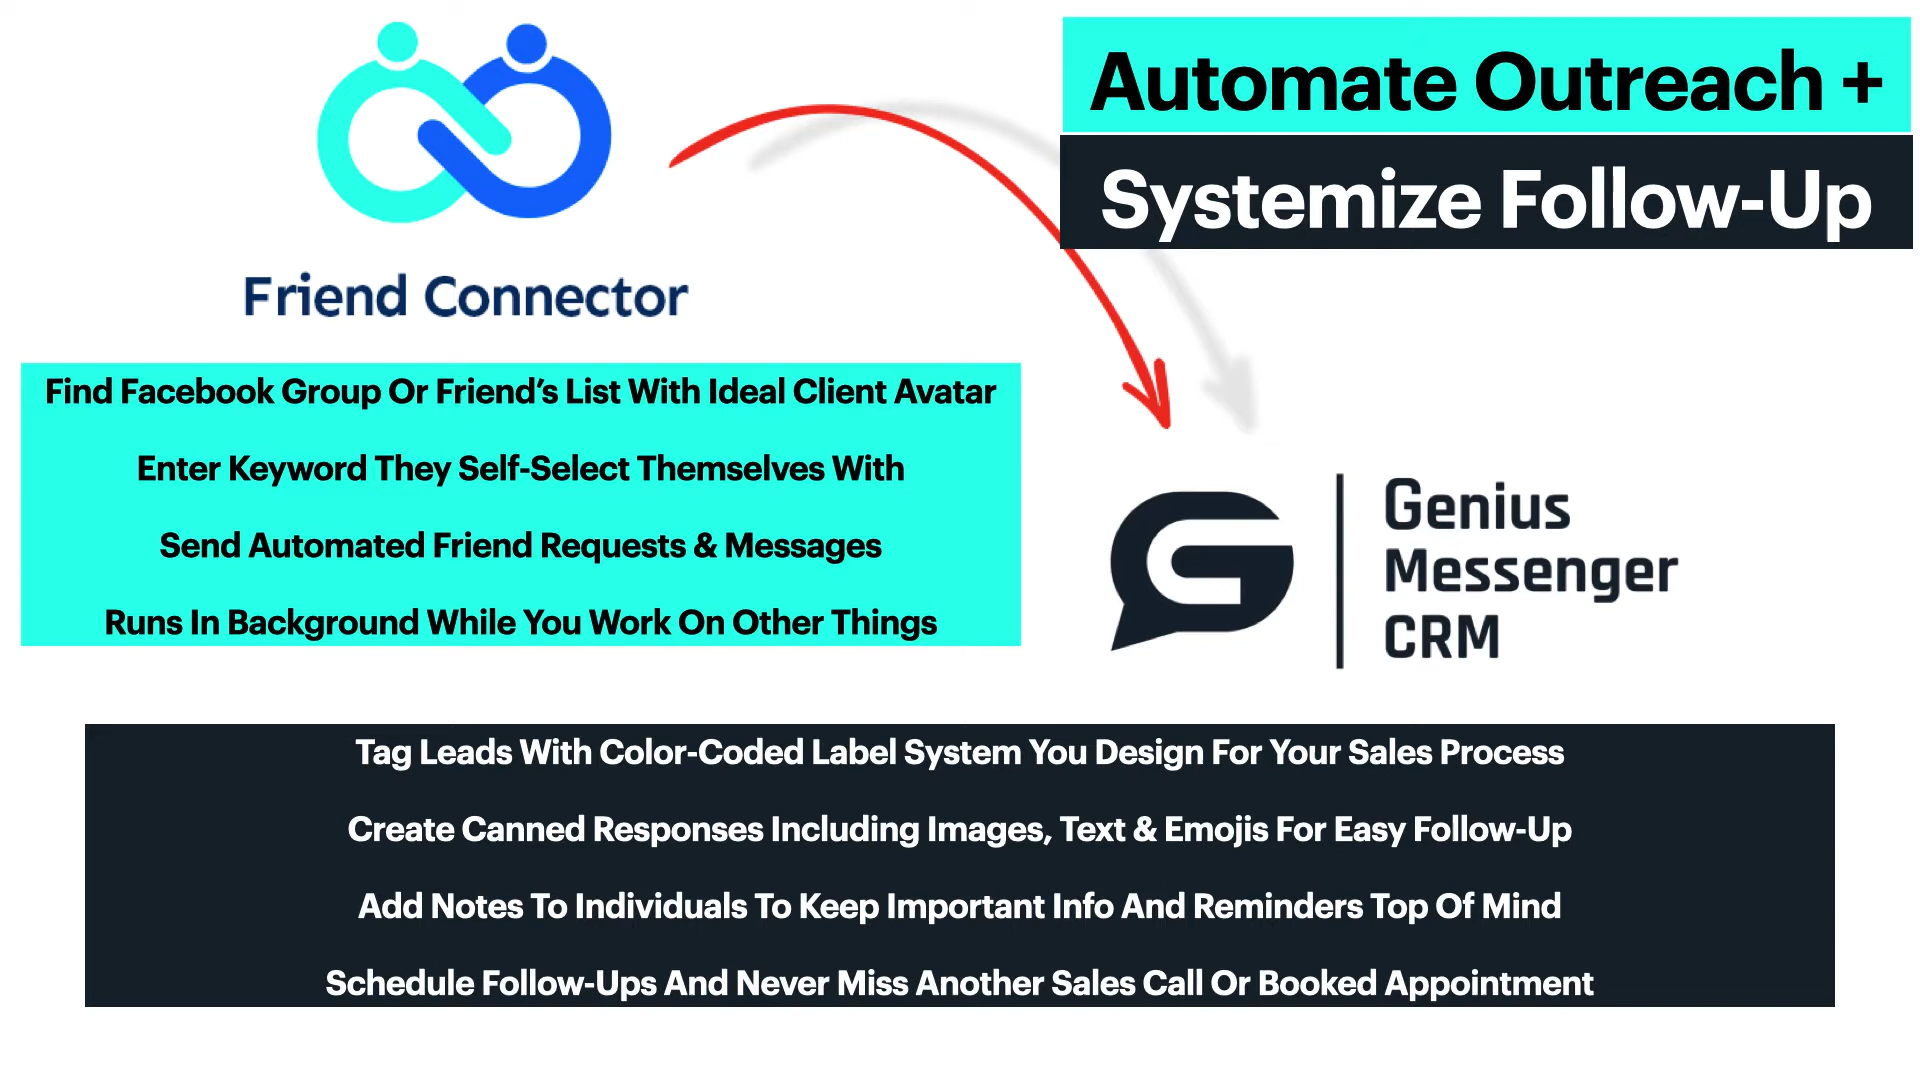 Automate Outreach +
Systemize Follow-Up
Friend Connector
Find Facebook Group Or Friend’s List With Ideal Client Avatar
Enter Keyword They Self-Select Themselves With
Send Automated Friend Requests & Messages
Runs In Background While You Work On Other Things
Genius
Messenger
CRM
Tag Leads With Color-Coded Label System You Design For Your Sales Process
Create Canned Responses Including Images, Text & Emojis For Easy Follow-Up
Add Notes To Individuals To Keep Important Info And Reminders Top Of Mind
Schedule Follow-Ups And Never Miss Another Sales Call Or Booked Appointment